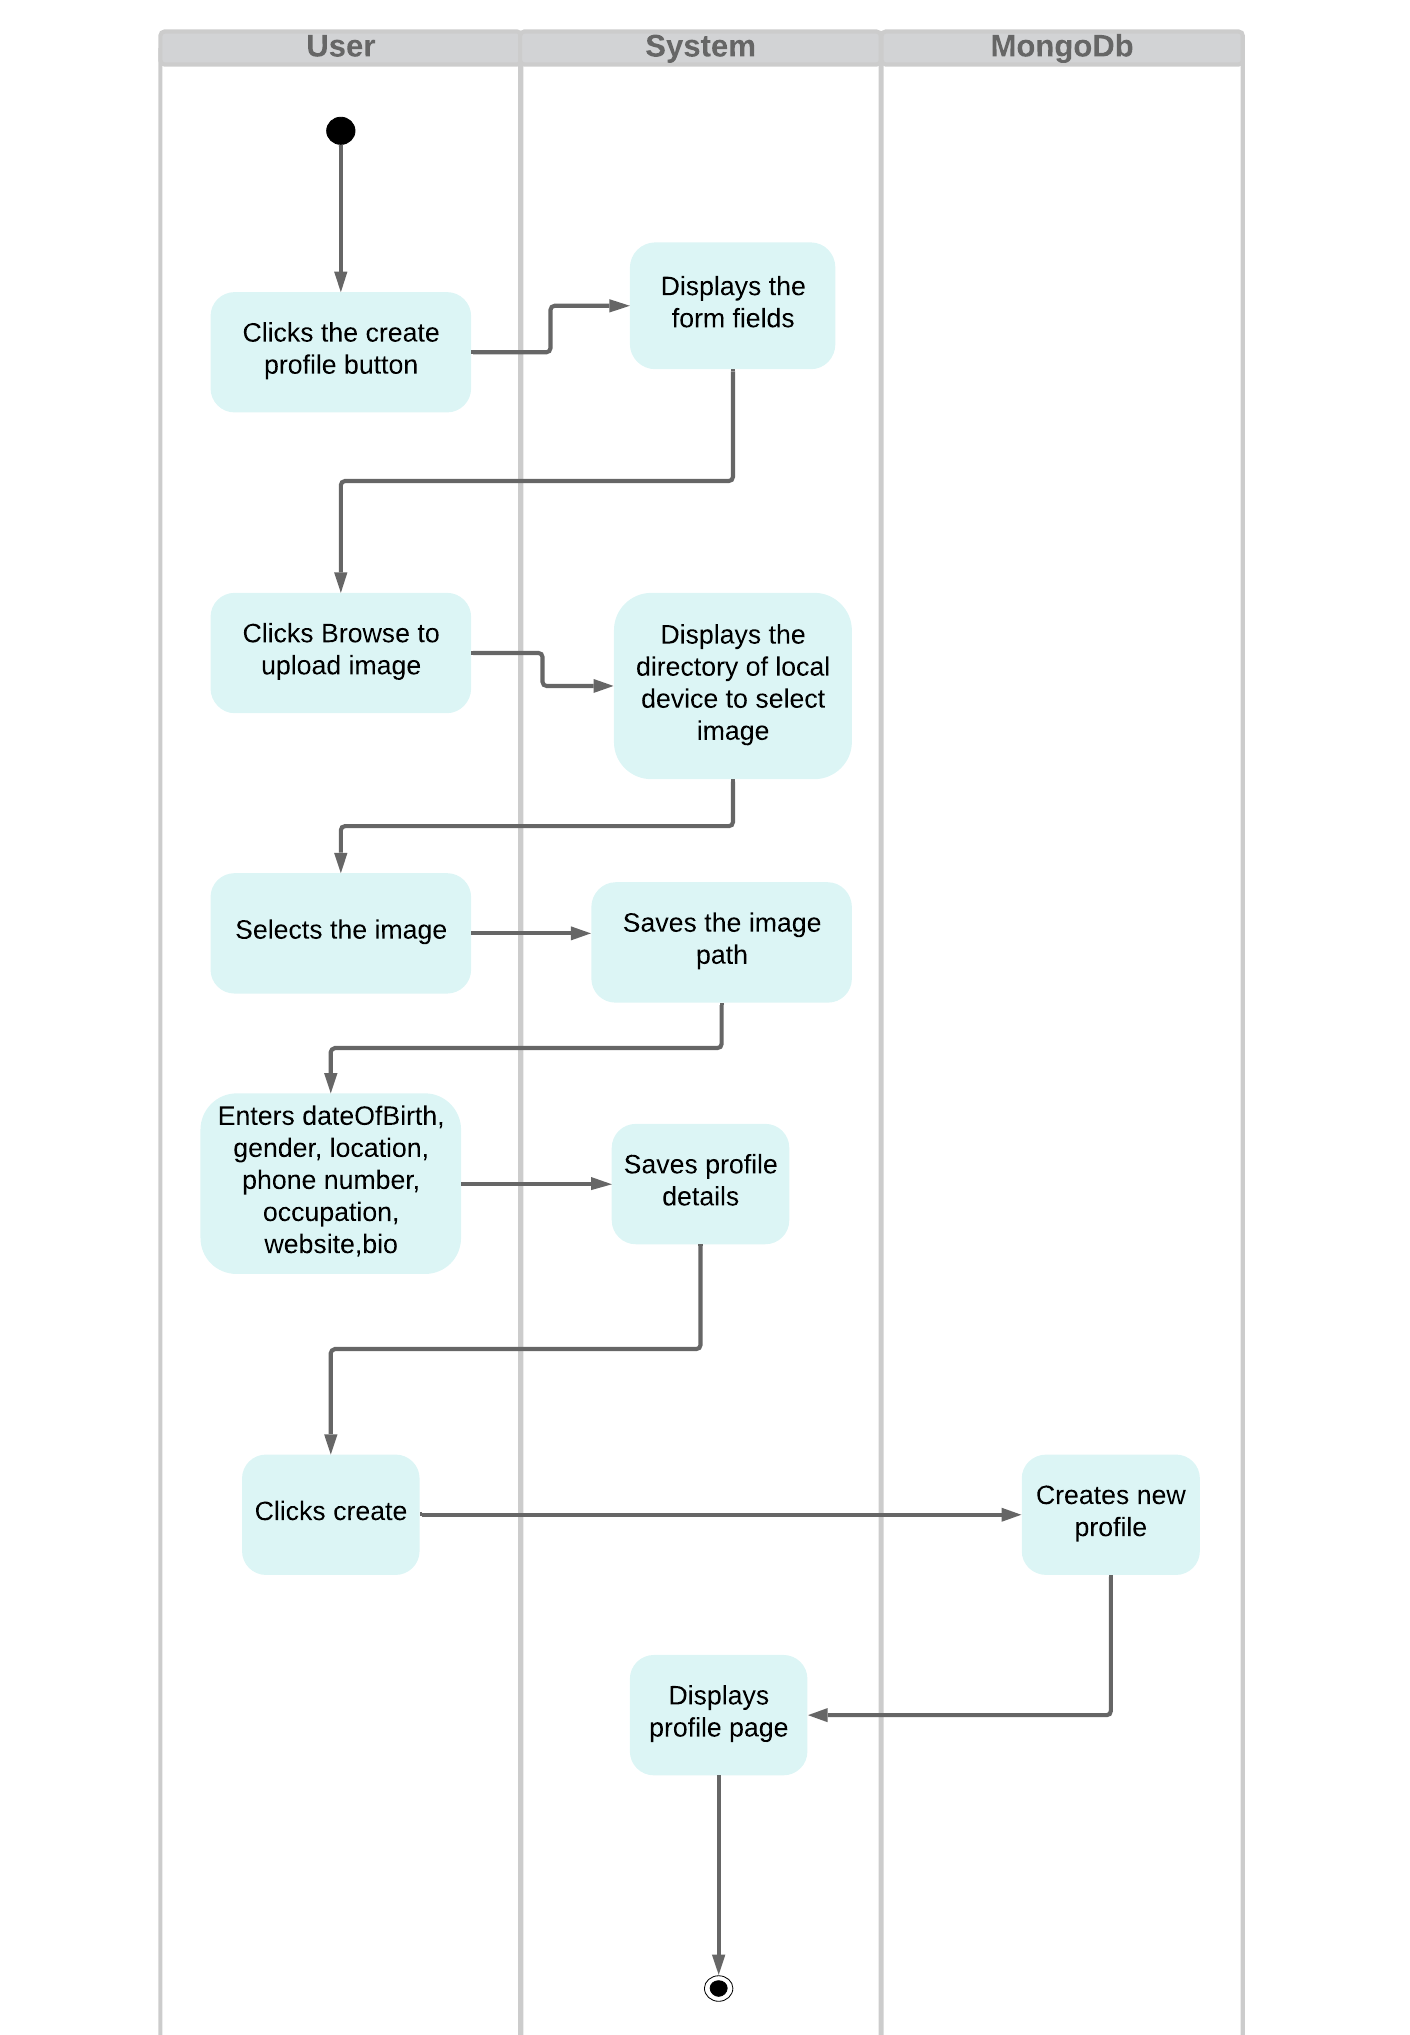 User
System
MongoDb
Clicks the create
profile button
Displays the
form fields
Clicks Browse to
upload image
Displays the
directory of local
device to select
image
Selects the image
Saves the image
path
Enters dateOfBirth,
gender, location,
phone number,
occupation,
website,bio
Saves profile
details
Clicks create
Creates new
profile
Displays
profile page